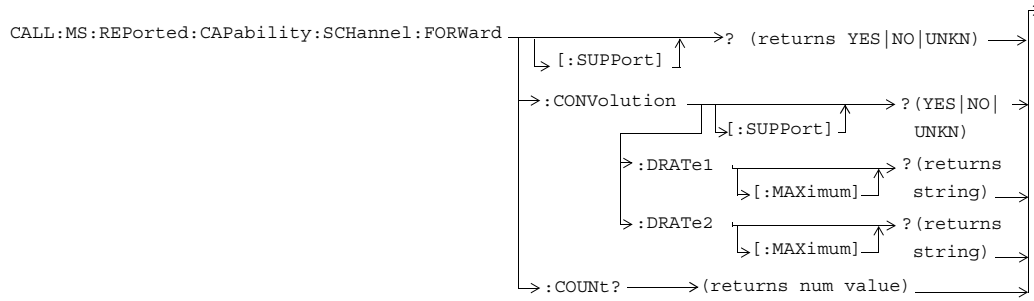 CALL:MS:REPorted:CAPability:SCHannel:FORWard ? (returns YES|NO|UNKN)
[:SUPPort]
:CONVolution ?(YES|NO|
[:SUPPort] UNKN)
:DRATe1 ?(returns
[:MAXimum] string)
:DRATe2 ?(returns
[:MAXimum] string)
:COUNt? (returns num value)